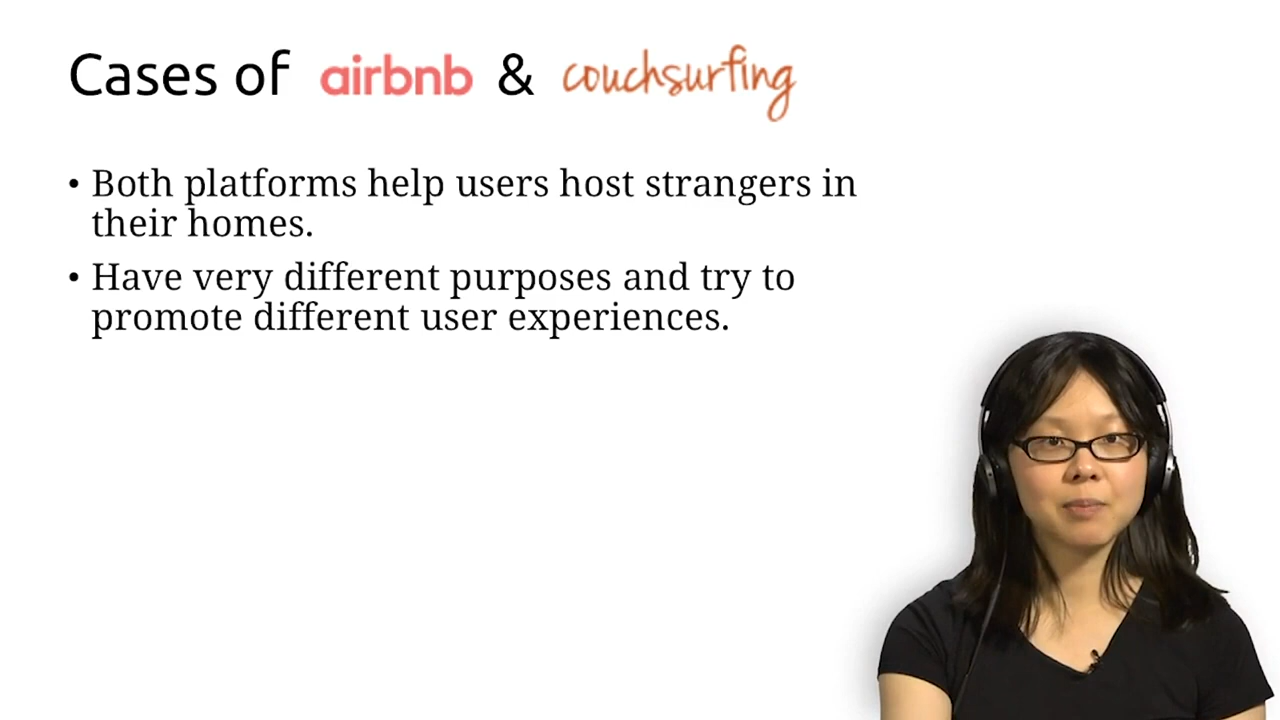 Cases of airbnb & couchsurfing
• Both platforms help users host strangers in
their homes.
• Have very different purposes and try to
promote different user experiences.